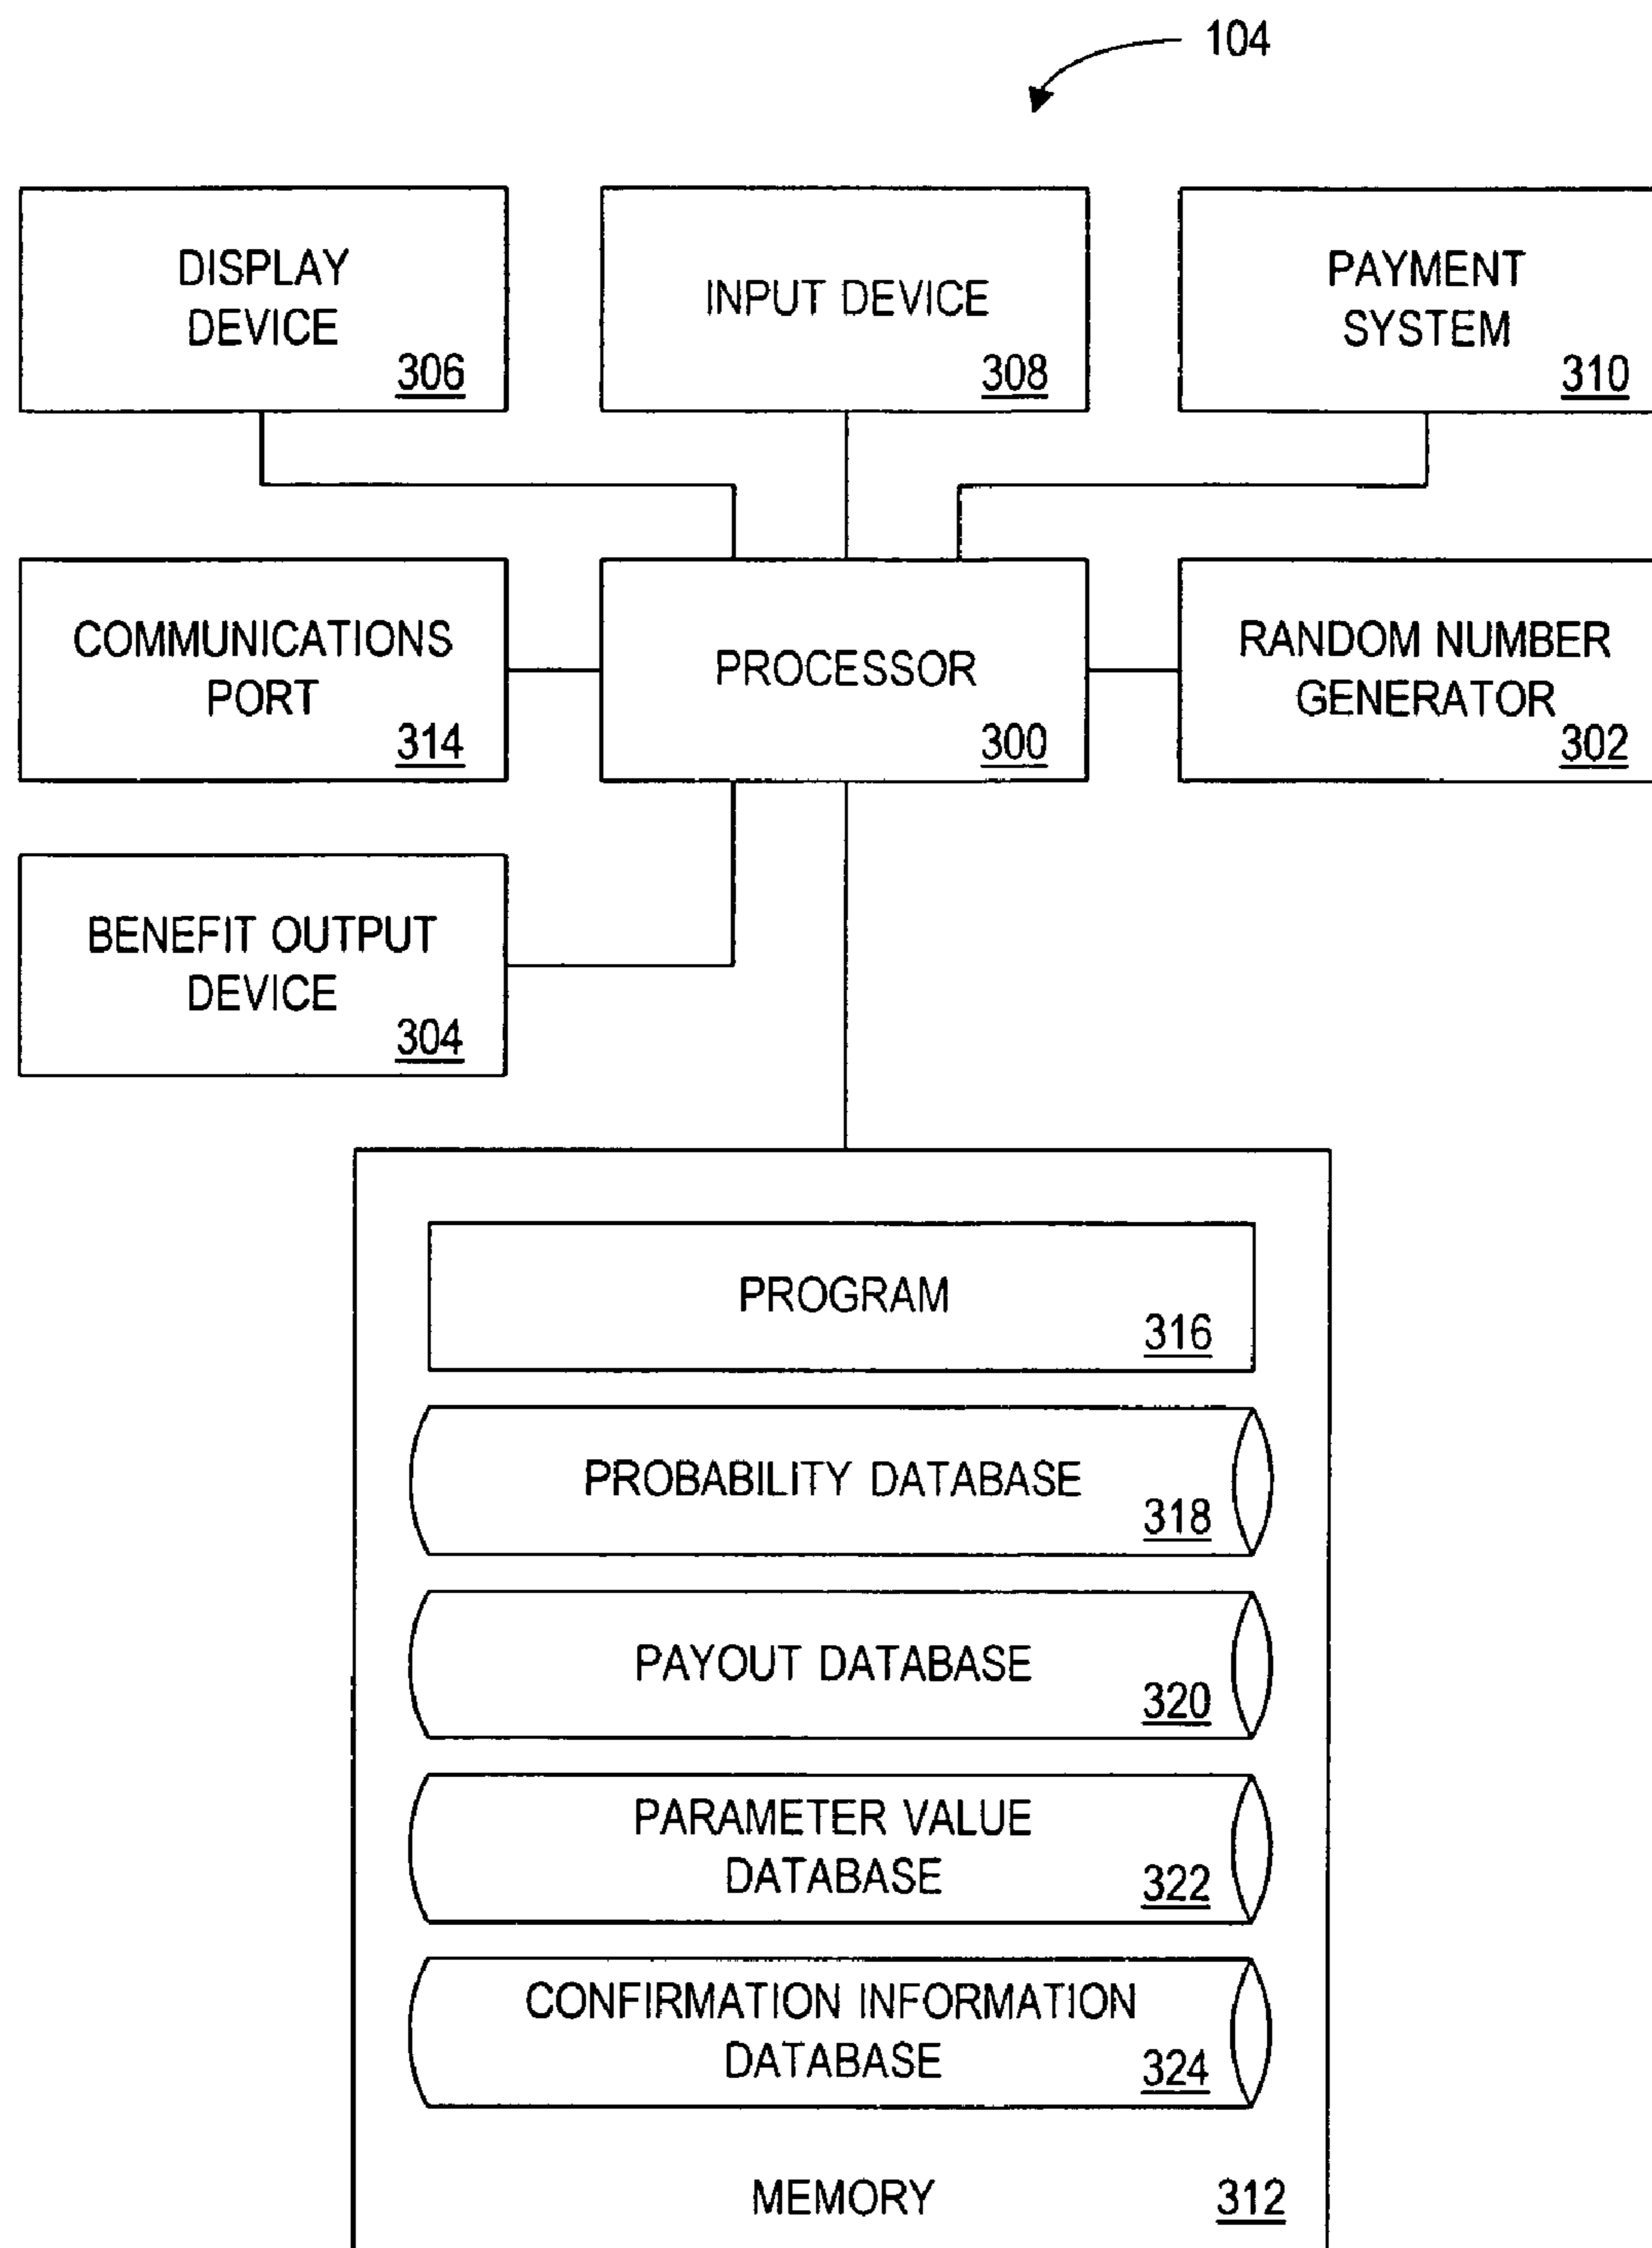 104
DISPLAY
DEVICE
306
INPUT DEVICE
308
PAYMENT
SYSTEM
310
COMMUNICATIONS
PORT
314
PROCESSOR
300
RANDOM NUMBER
GENERATOR
302
BENEFIT OUTPUT
DEVICE
304
PROGRAM
316
PROBABILITY DATABASE
318
PAYOUT DATABASE
320
PARAMETER VALUE
DATABASE
322
CONFIRMATION INFORMATION
DATABASE
324
MEMORY
312